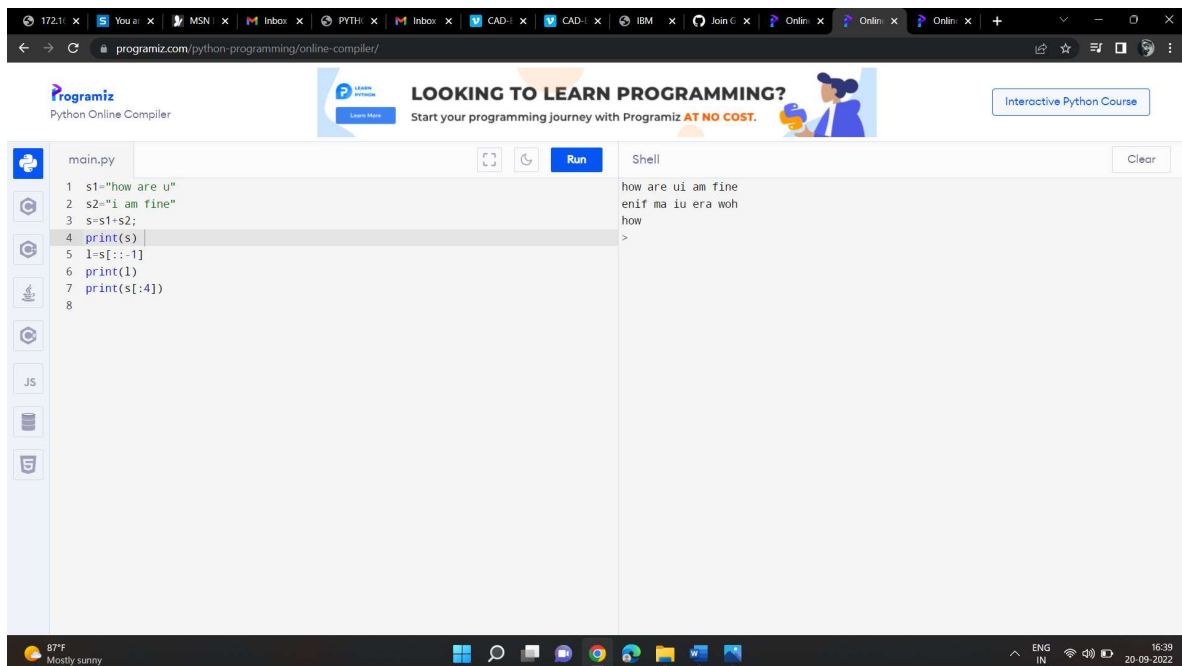 172.1 You ar MSN Inbox PYTH Inbox CAD-E CAD-E IBM Join G Onlin Onlin Onlin
programiz.com/python-programming/online-compiler/
Programiz
Python Online Compiler
LEARN PYTHON
Learn More
LOOKING TO LEARN PROGRAMMING?
Start your programming journey with Programiz AT NO COST.
Interactive Python Course
main.py
Run
Shell
Clear
1 s1="how are u"
2 s2="i am fine"
3 s=s1+s2;
4 print(s)
5 l=s[::-1]
6 print(l)
7 print(s[:4])
8
how are ui am fine
enif ma iu era woh
how
>
JS
87°F
Mostly sunny
ENG
IN
16:39
20-09-2022